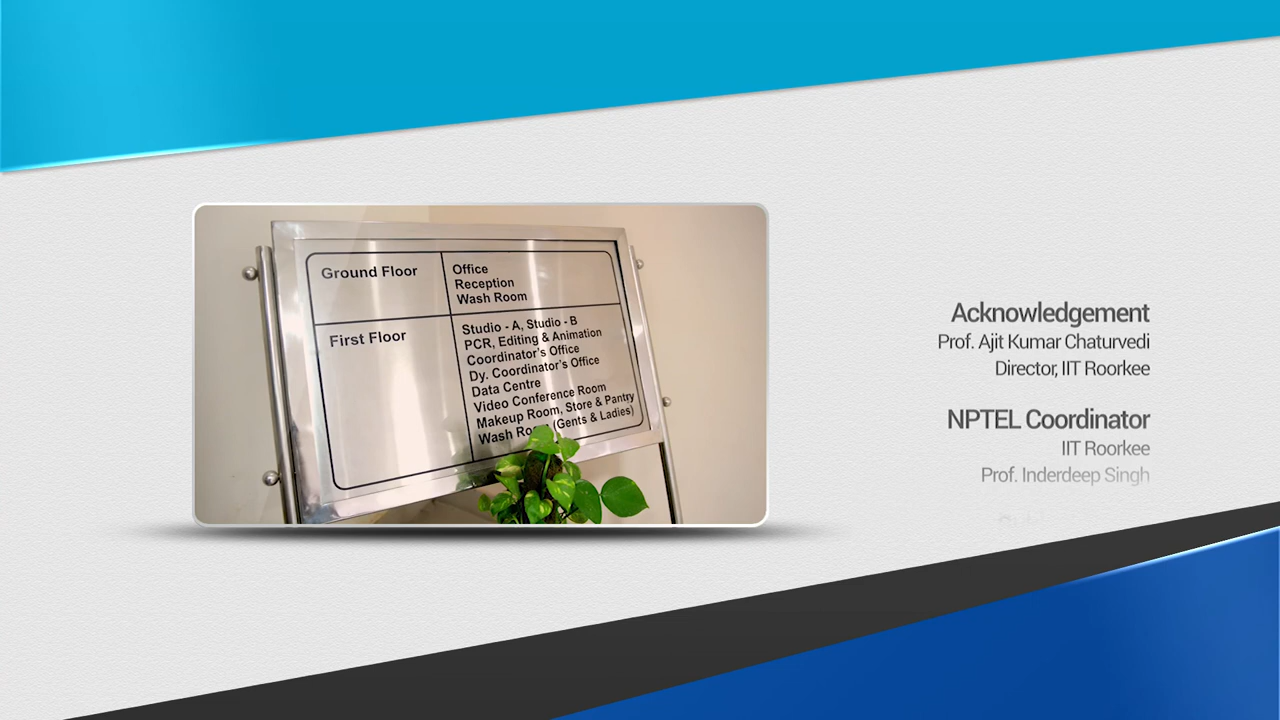 Ground Floor
Office
Reception
Wash Room
First Floor
Studio - A, Studio - B
PCR, Editing & Animation
Coordinator's Office
Dy. Coordinator's Office
Data Centre
Video Conference Room
Makeup Room, Store & Pantry
Wash Room (Gents & Ladies)
Acknowledgement
Prof. Ajit Kumar Chaturvedi
Director, IIT Roorkee
NPTEL Coordinator
IIT Roorkee
Prof. Inderdeep Singh